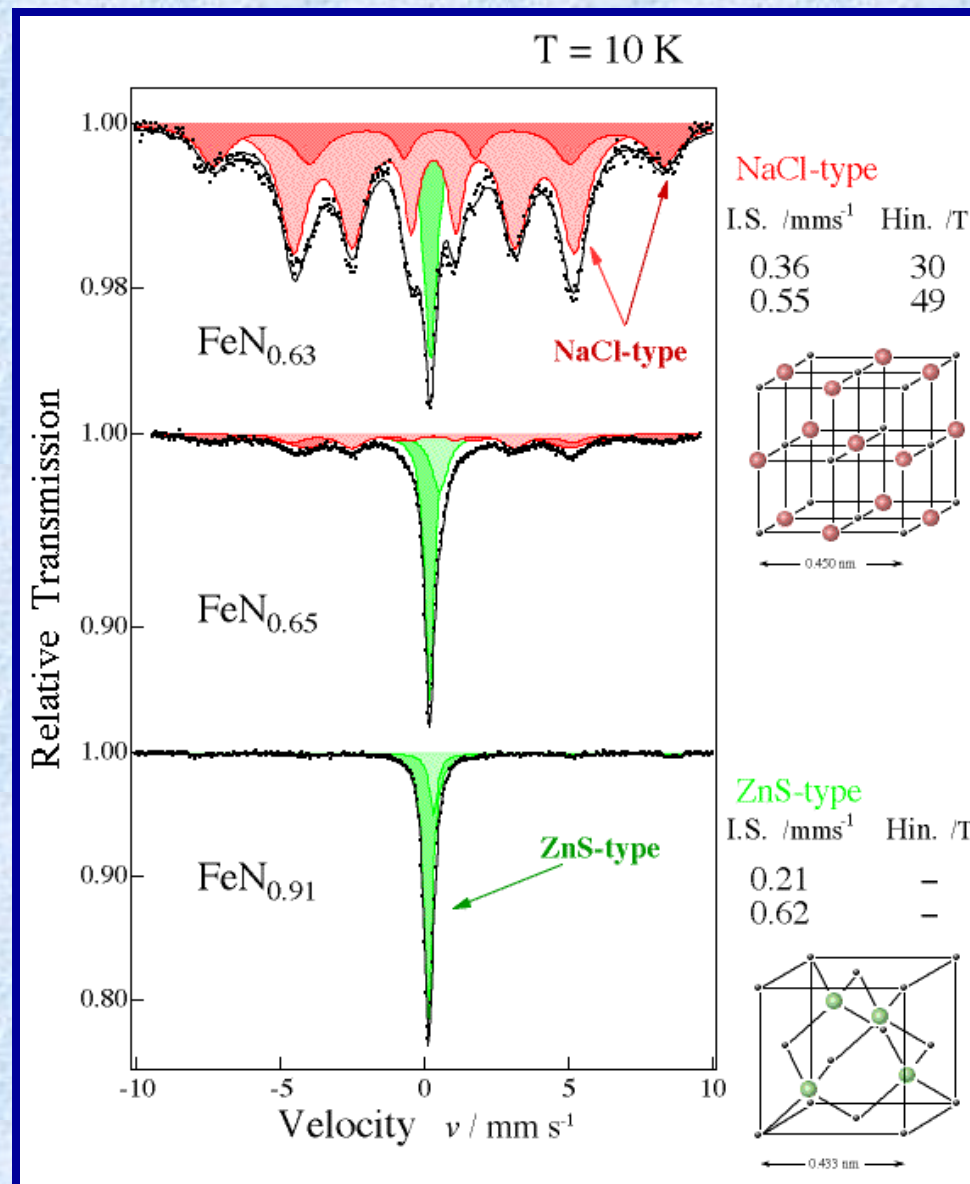 T = 10 K
Relative Transmission
1.00
0.98
FeN0.63
NaCl-type
1.00
0.90
FeN0.65
1.00
0.90
0.80
FeN0.91
ZnS-type
-10 -5 0 5 10
Velocity v / mm s-1
NaCl-type
I.S. /mms-1 Hin. /T
0.36 30
0.55 49
0.450 nm
ZnS-type
I.S. /mms-1 Hin. /T
0.21 –
0.62 –
0.433 nm